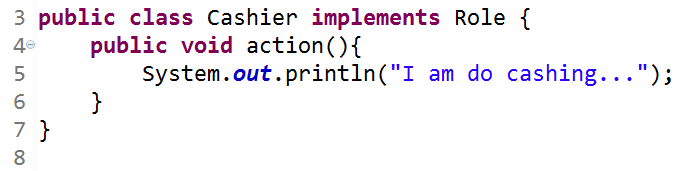 3 public class Cashier implements Role {
4 public void action(){
5 System.out.println("I am do cashing...");
6 }
7 }
8